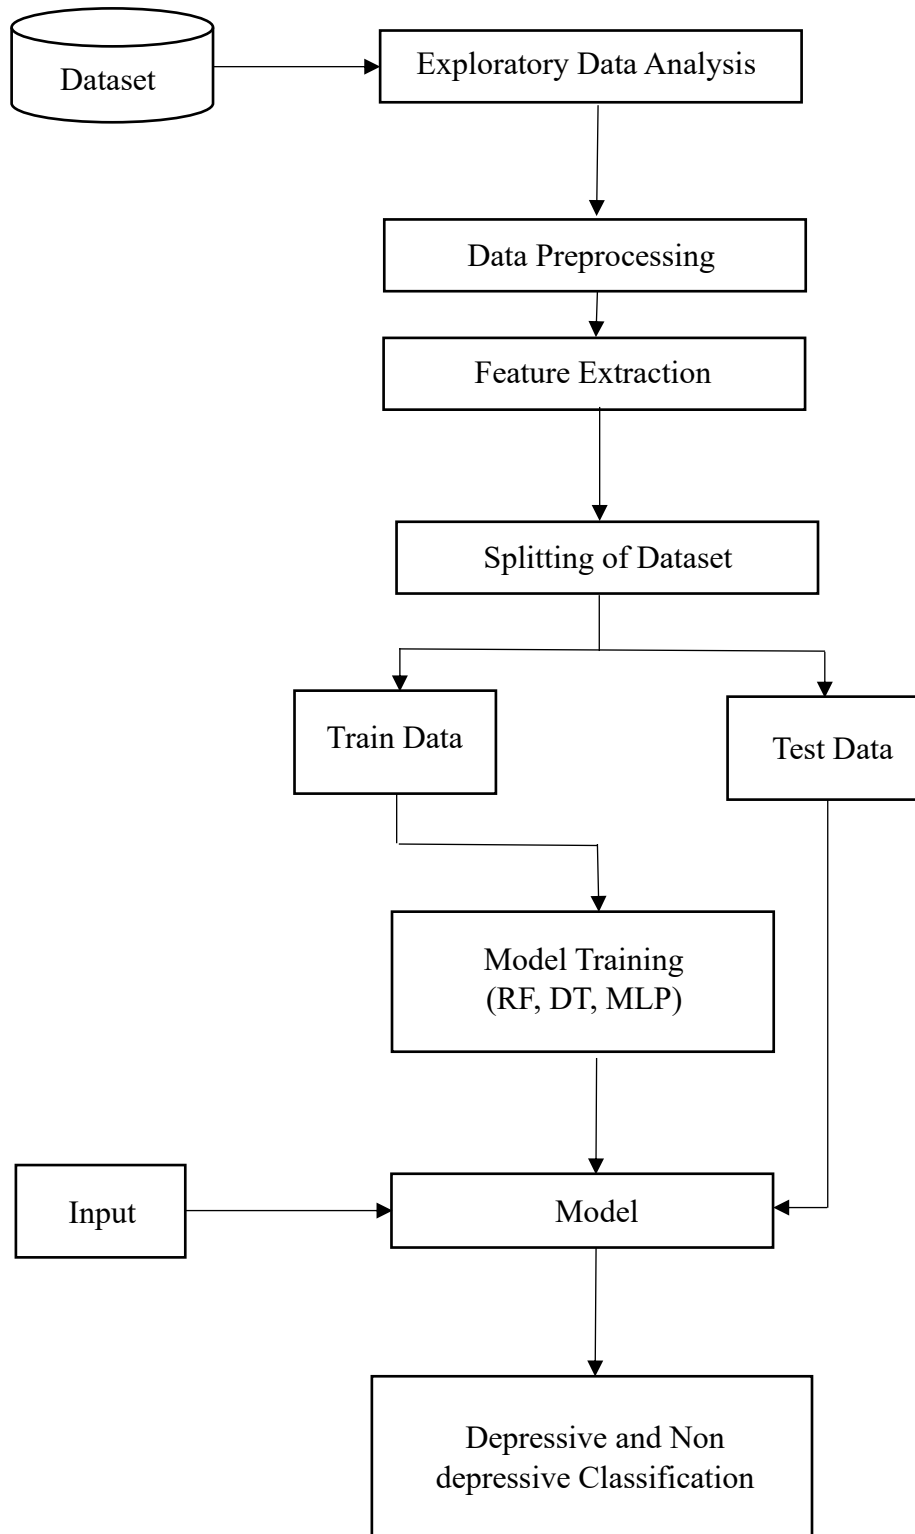 Dataset
Exploratory Data Analysis
Data Preprocessing
Feature Extraction
Splitting of Dataset
Train Data
Test Data
Model Training
(RF, DT, MLP)
Input
Model
Depressive and Non
depressive Classification